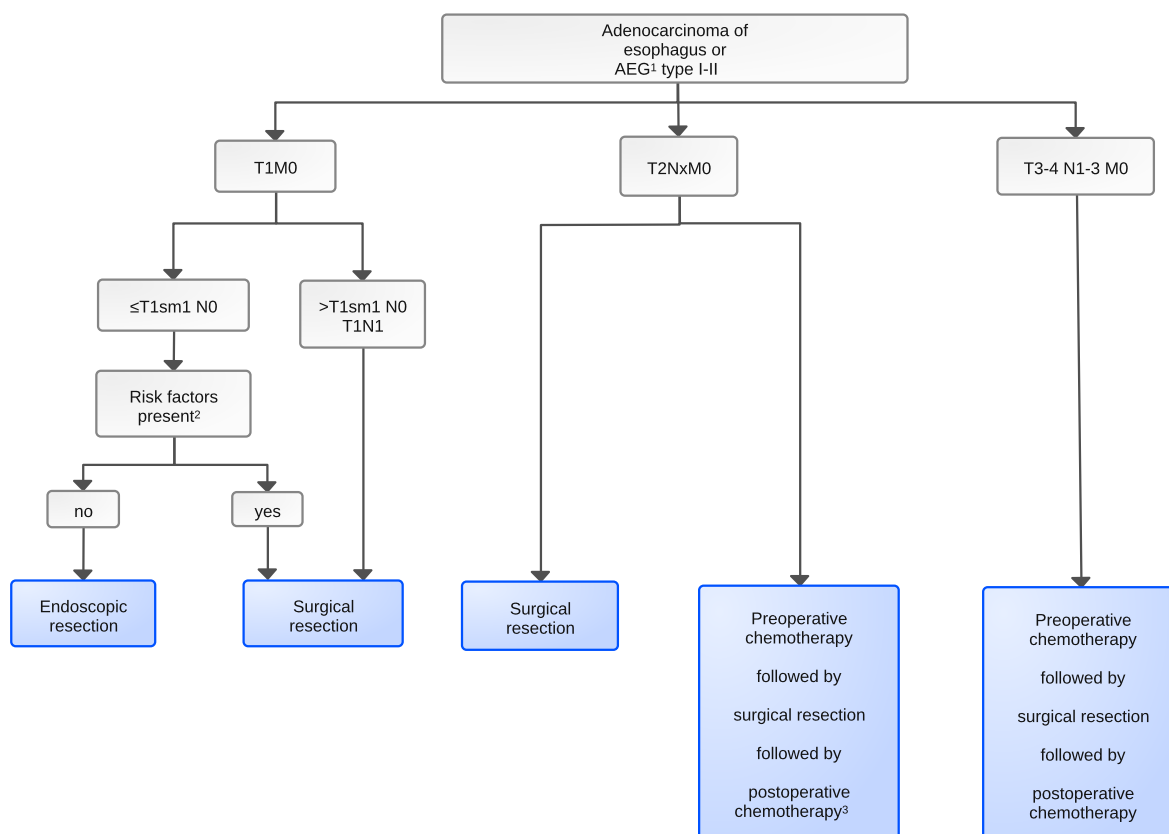 Adenocarcinoma of
esophagus or
AEG¹ type I-II
T1M0
T2NxM0
T3-4 N1-3 M0
≤T1sm1 N0
>T1sm1 N0
T1N1
Risk factors
present²
no
yes
Endoscopic
resection
Surgical
resection
Surgical
resection
Preoperative
chemotherapy
followed by
surgical resection
followed by
postoperative
chemotherapy³
Preoperative
chemotherapy
followed by
surgical resection
followed by
postoperative
chemotherapy